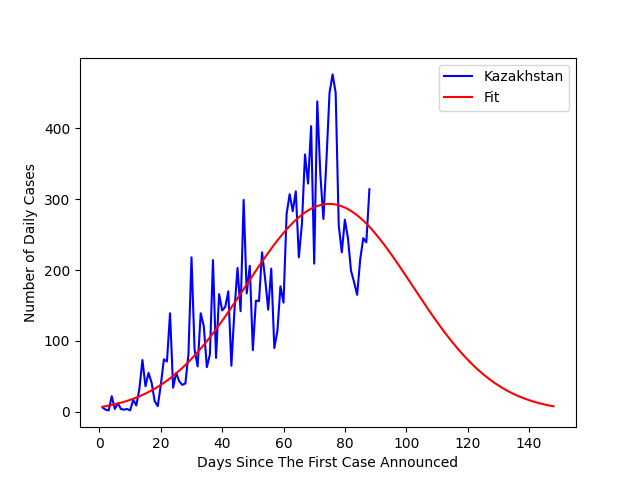 Kazakhstan
Fit
Number of Daily Cases
400
300
200
100
0
0 20 40 60 80 100 120 140
Days Since The First Case Announced